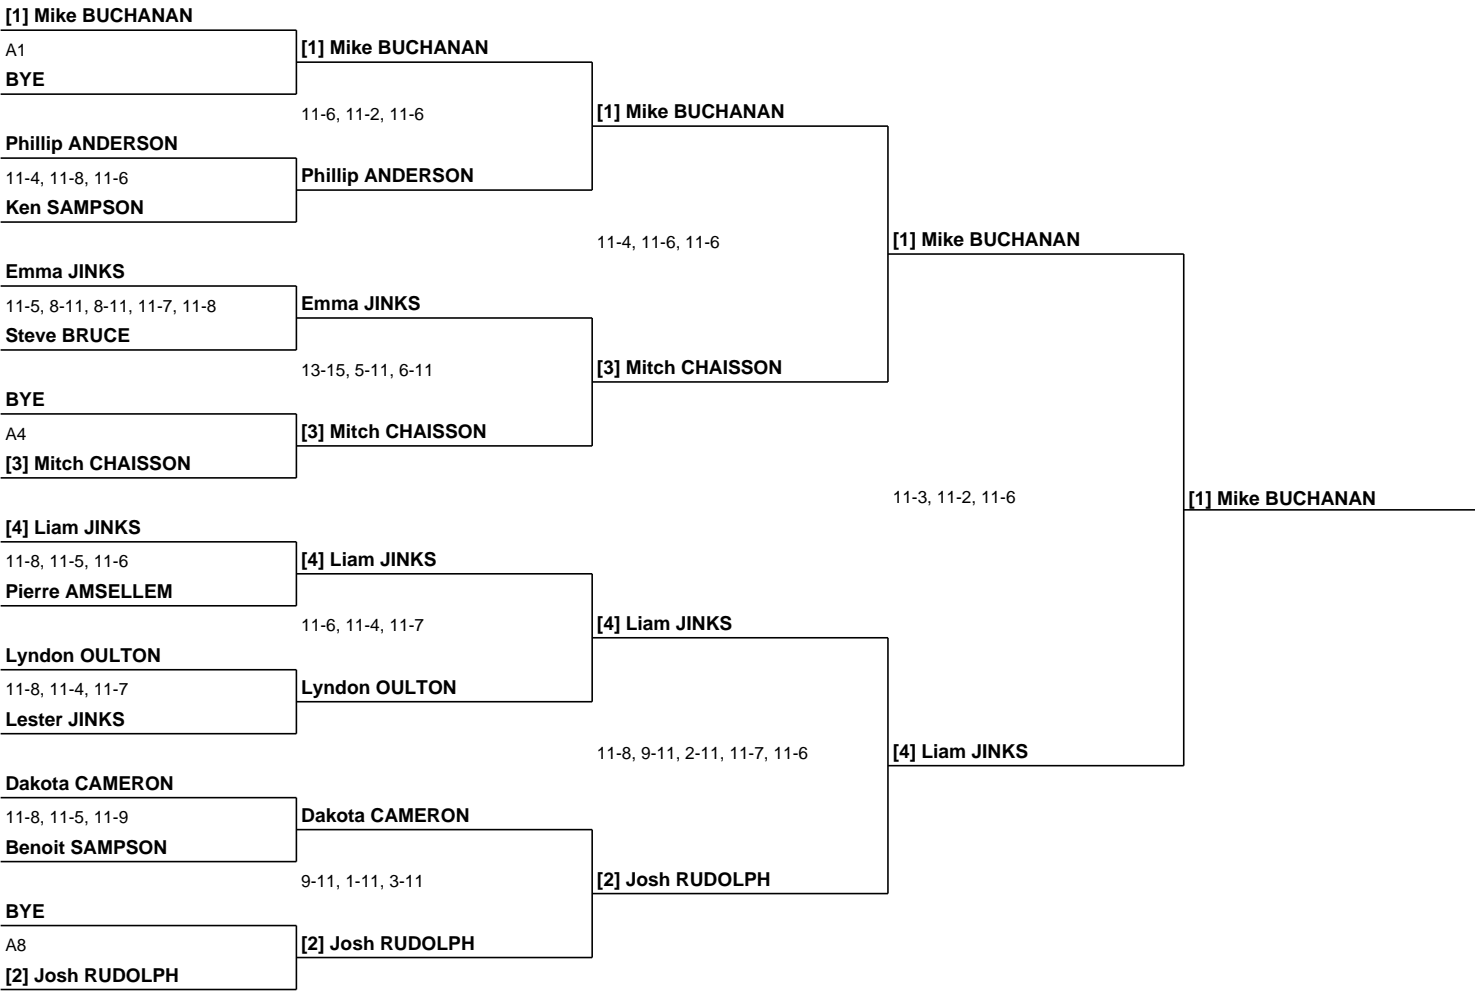 [1] Mike BUCHANAN
A1
BYE
Phillip ANDERSON
11-4, 11-8, 11-6
Ken SAMPSON
Emma JINKS
11-5, 8-11, 8-11, 11-7, 11-8
Steve BRUCE
BYE
A4
[3] Mitch CHAISSON
[4] Liam JINKS
11-8, 11-5, 11-6
Pierre AMSELLEM
Lyndon OULTON
11-8, 11-4, 11-7
Lester JINKS
Dakota CAMERON
11-8, 11-5, 11-9
Benoit SAMPSON
BYE
A8
[2] Josh RUDOLPH
[1] Mike BUCHANAN
11-6, 11-2, 11-6
Phillip ANDERSON
Emma JINKS
13-15, 5-11, 6-11
[3] Mitch CHAISSON
[4] Liam JINKS
11-6, 11-4, 11-7
Lyndon OULTON
Dakota CAMERON
9-11, 1-11, 3-11
[2] Josh RUDOLPH
[1] Mike BUCHANAN
11-4, 11-6, 11-6
[3] Mitch CHAISSON
[4] Liam JINKS
11-8, 9-11, 2-11, 11-7, 11-6
[2] Josh RUDOLPH
[1] Mike BUCHANAN
11-3, 11-2, 11-6
[4] Liam JINKS
[1] Mike BUCHANAN